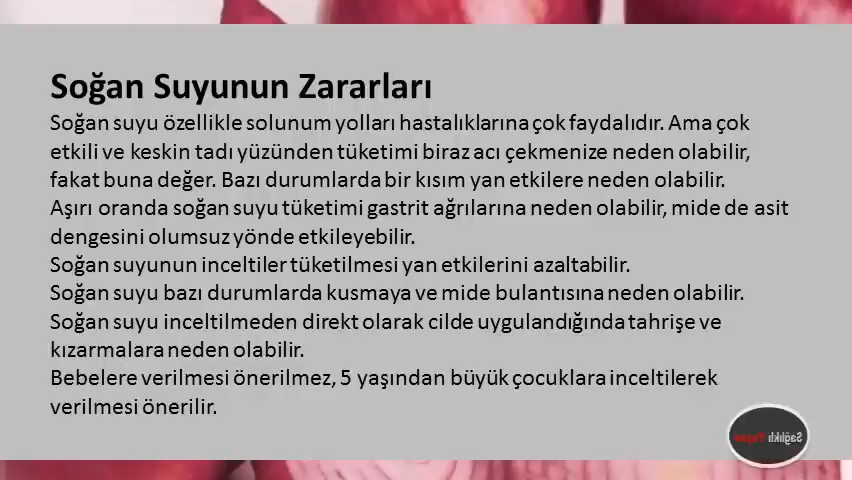 Soğan Suyunun Zararları
Soğan suyu özellikle solunum yolları hastalıklarına çok faydalıdır. Ama çok
etkili ve keskin tadı yüzünden tüketimi biraz acı çekmenize neden olabilir,
fakat buna değer. Bazı durumlarda bir kısım yan etkilere neden olabilir.
Aşırı oranda soğan suyu tüketimi gastrit ağrılarına neden olabilir, mide de asit
dengesini olumsuz yönde etkileyebilir.
Soğan suyunun inceltiler tüketilmesi yan etkilerini azaltabilir.
Soğan suyu bazı durumlarda kusmaya ve mide bulantısına neden olabilir.
Soğan suyu inceltilmeden direkt olarak cilde uygulandığında tahrişe ve
kızarmalara neden olabilir.
Bebelere verilmesi önerilmez, 5 yaşından büyük çocuklara inceltilerek
verilmesi önerilir.
Sağlıklı